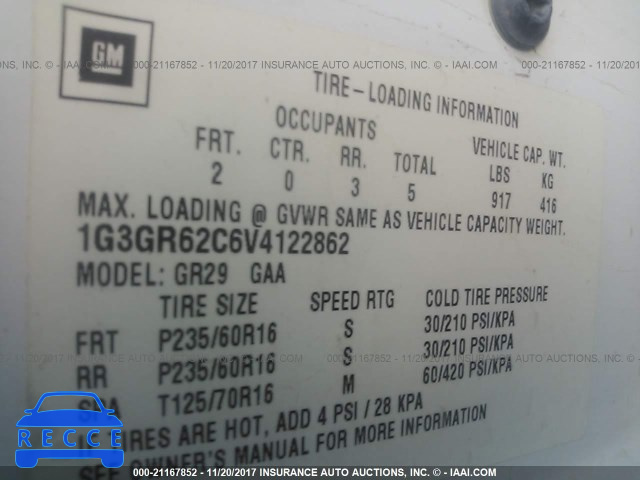 000-21167852 - 11/20/2017 INSURANCE AUTO AUCTIONS, INC. - © IAAI.COM
GM
TIRE-LOADING INFORMATION
OCCUPANTS VEHICLE CAP. WT.
FRT. CTR. RR. TOTAL LBS KG
2 0 3 5 917 416
MAX. LOADING @ GVWR SAME AS VEHICLE CAPACITY WEIGHT.
1G3GR62C6V4122862
MODEL: GR29 GAA
TIRE SIZE SPEED RTG COLD TIRE PRESSURE
FRT P235/60R16 S 30/210 PSI/KPA
RR P235/60R16 S 30/210 PSI/KPA
SPA T125/70R16 M 60/420 PSI/KPA
IF TIRES ARE HOT, ADD 4 PSI / 28 KPA
SEE OWNER'S MANUAL FOR MORE INFORMATION
RECCE
000-21167852 - 11/20/2017 INSURANCE AUTO AUCTIONS, INC. - © IAAI.COM